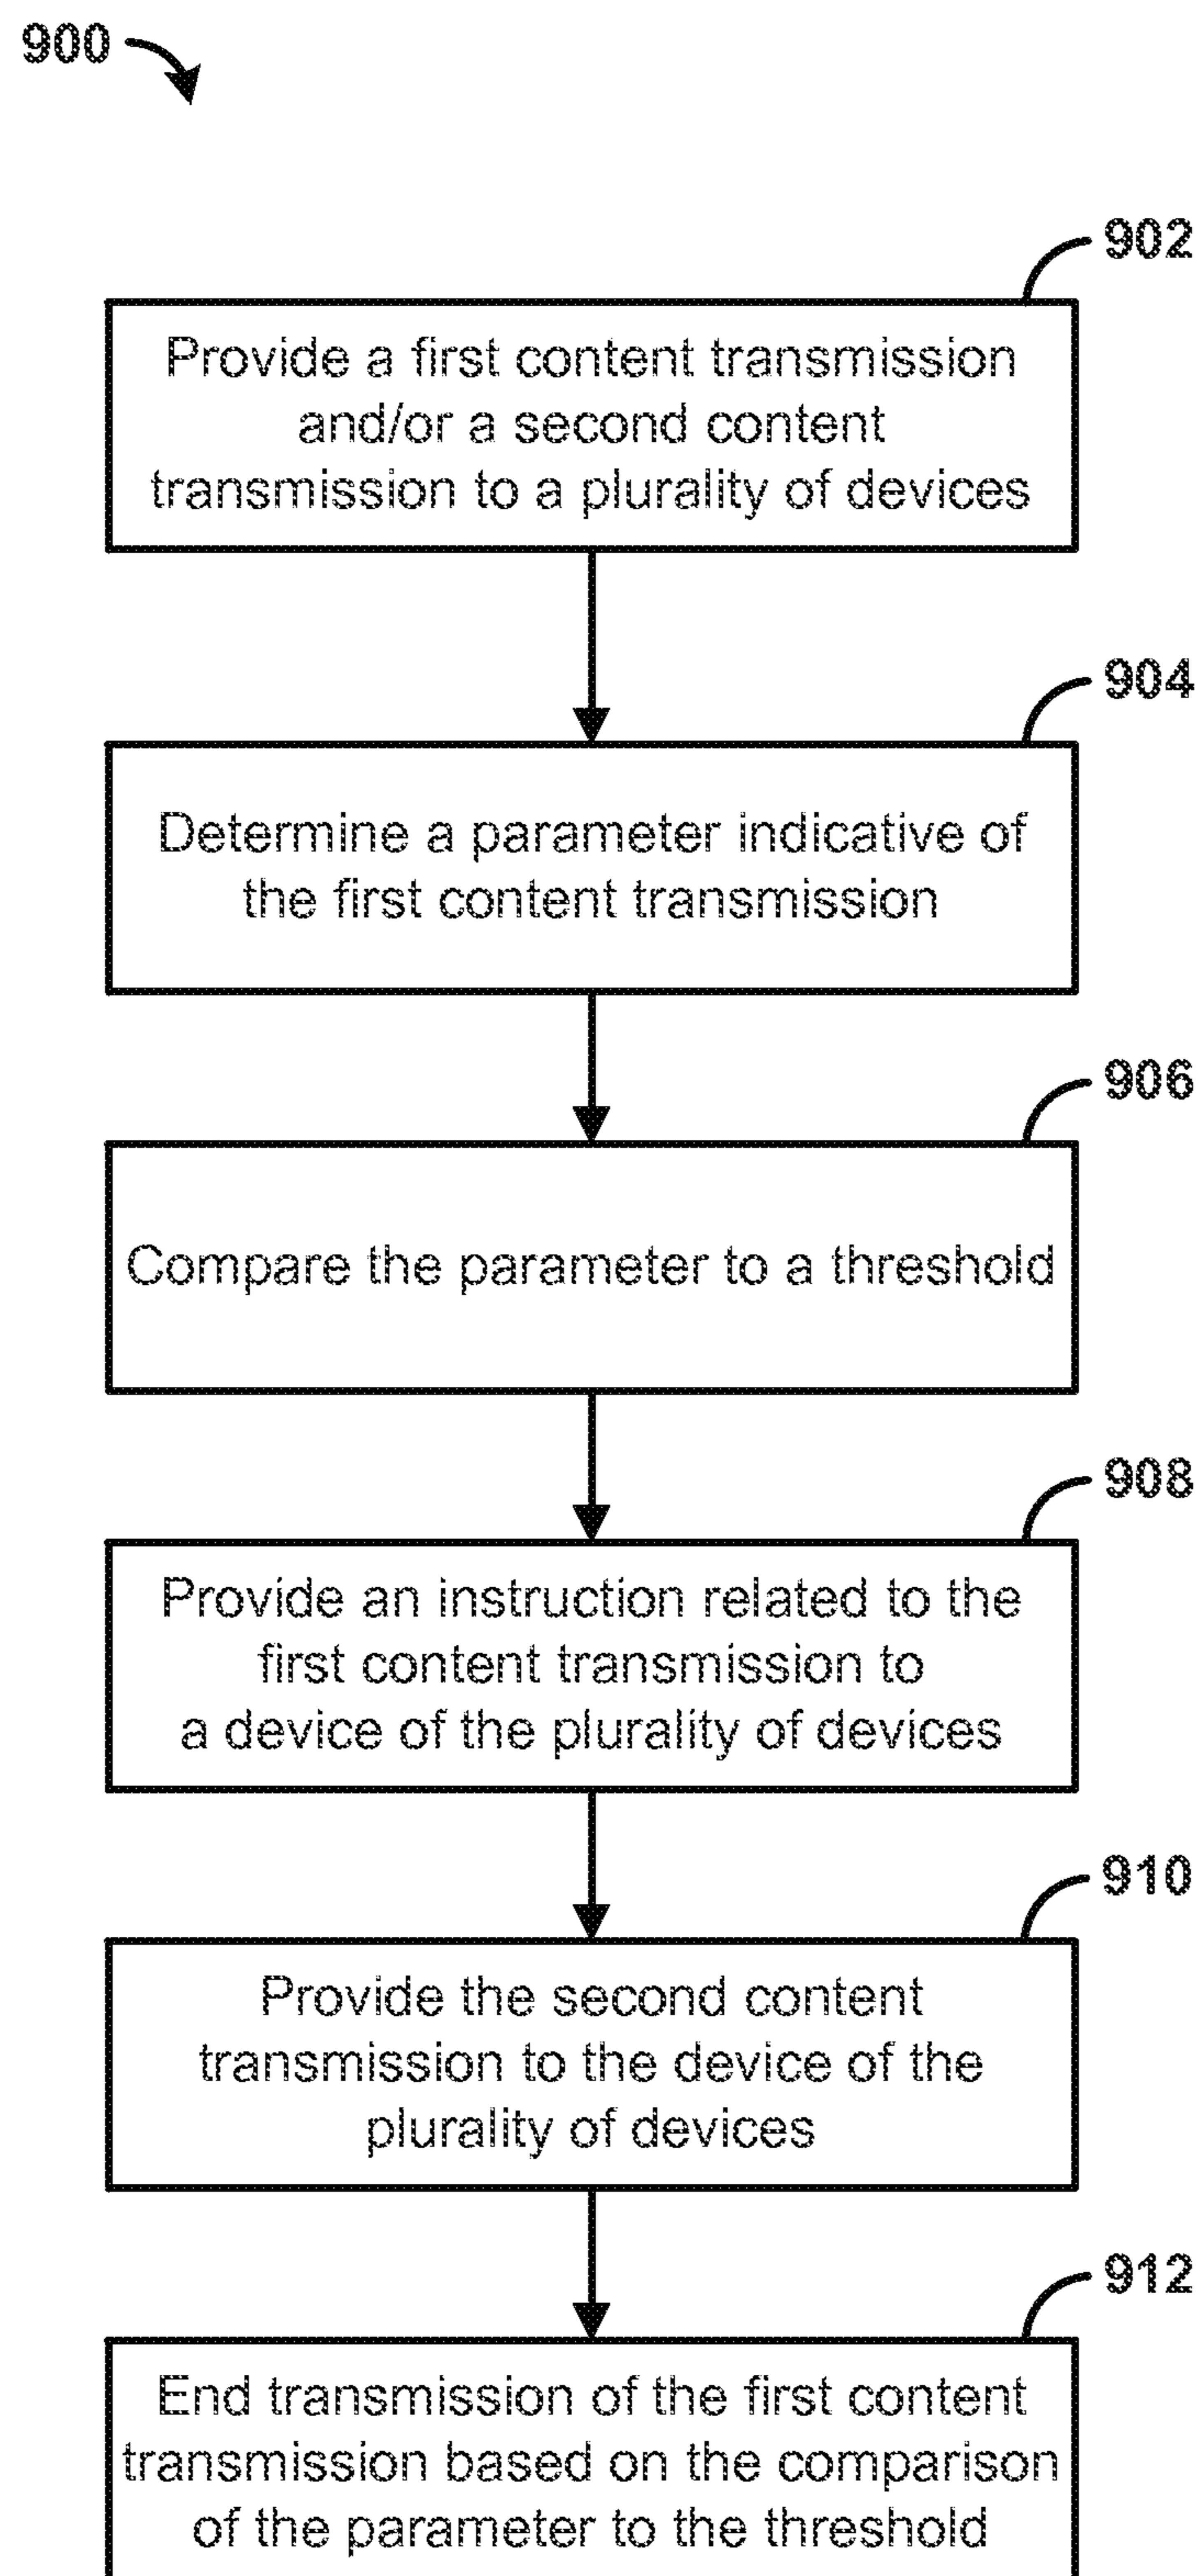 900
902
Provide a first content transmission
and/or a second content
transmission to a plurality of devices
904
Determine a parameter indicative of
the first content transmission
906
Compare the parameter to a threshold
908
Provide an instruction related to the
first content transmission to
a device of the plurality of devices
910
Provide the second content
transmission to the device of the
plurality of devices
912
End transmission of the first content
transmission based on the comparison
of the parameter to the threshold